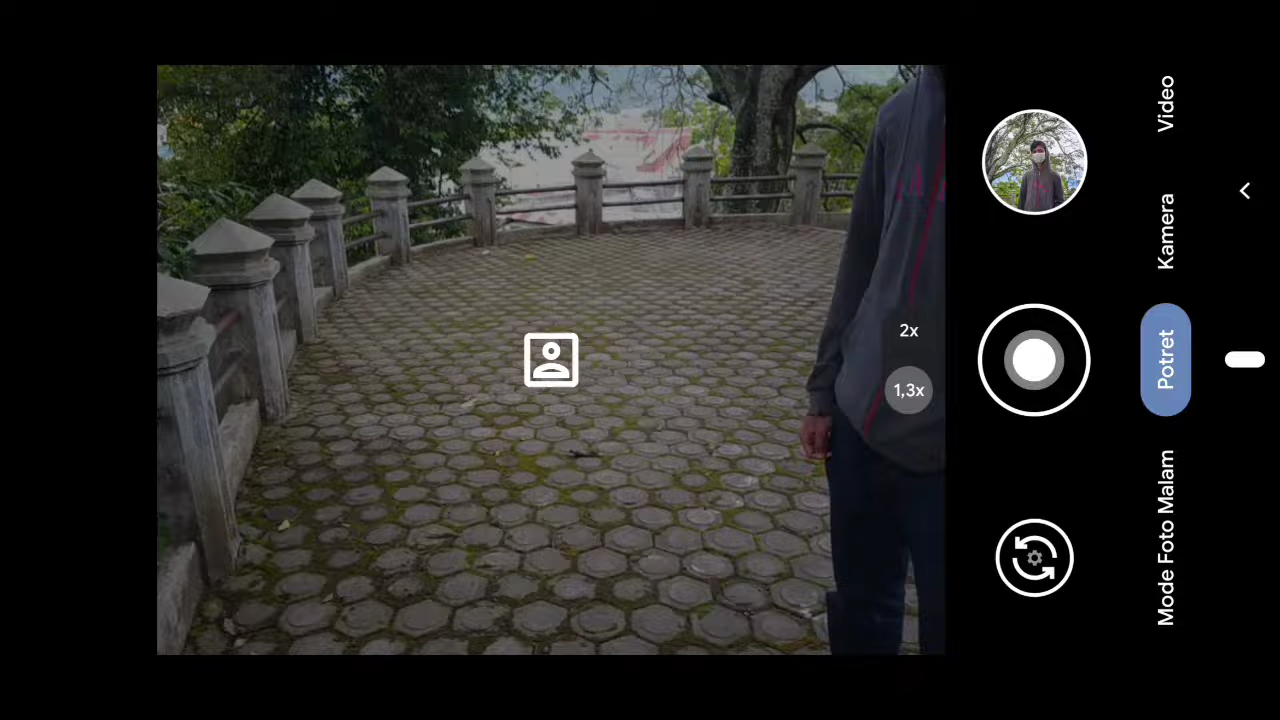 Video
Kamera
Potret
Mode Foto Malam
2x
1,3x